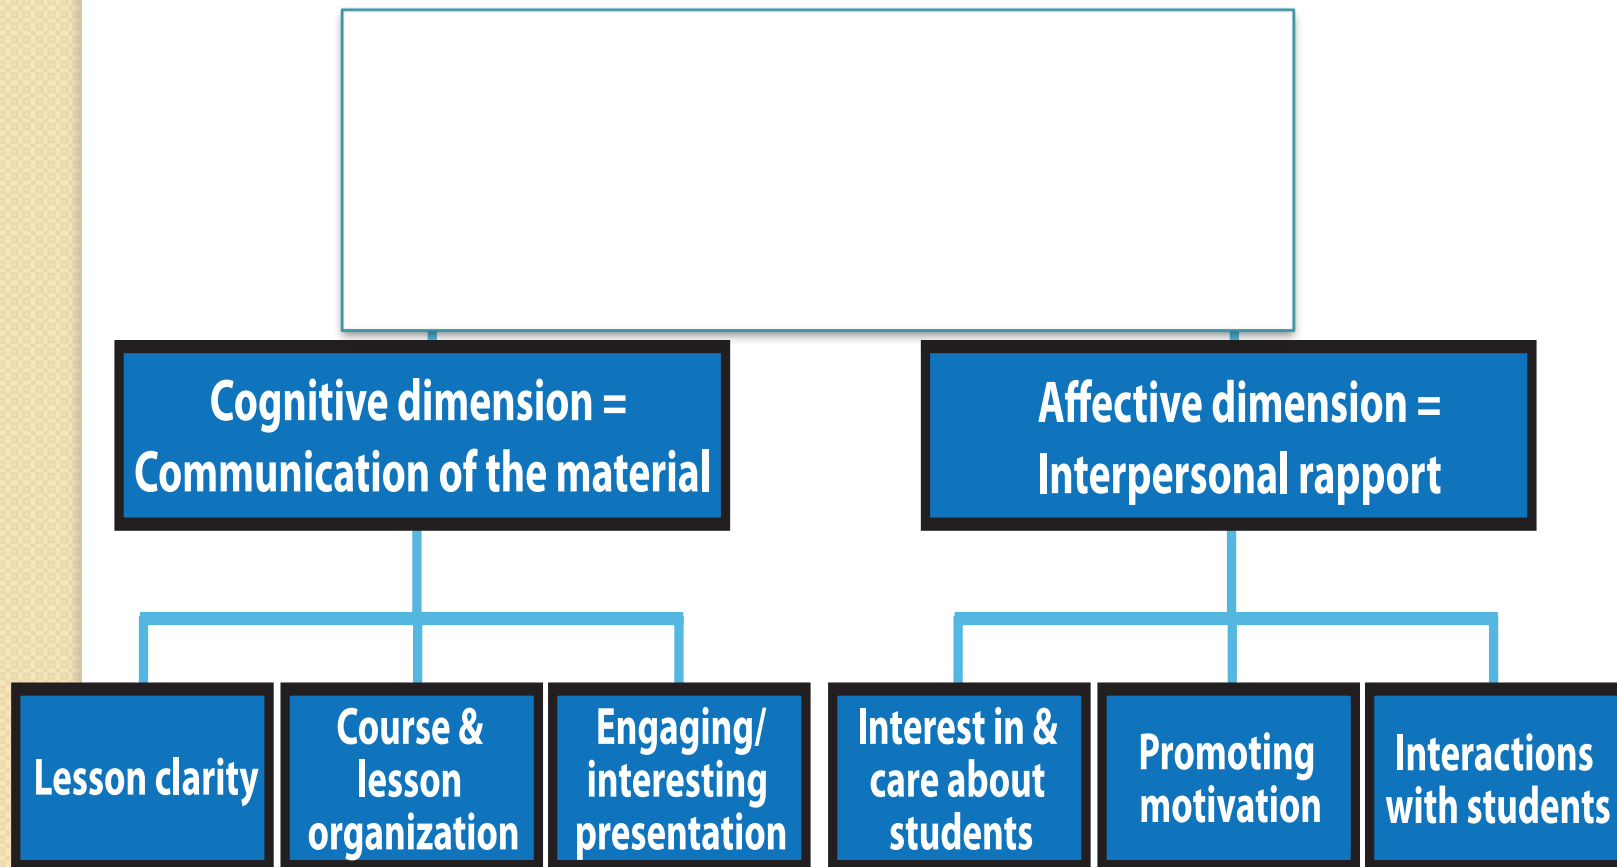 Cognitive dimension =
Communication of the material
Affective dimension =
Interpersonal rapport
Lesson clarity
Course &
lesson
organization
Engaging/
interesting
presentation
Interest in &
care about
students
Promoting
motivation
Interactions
with students